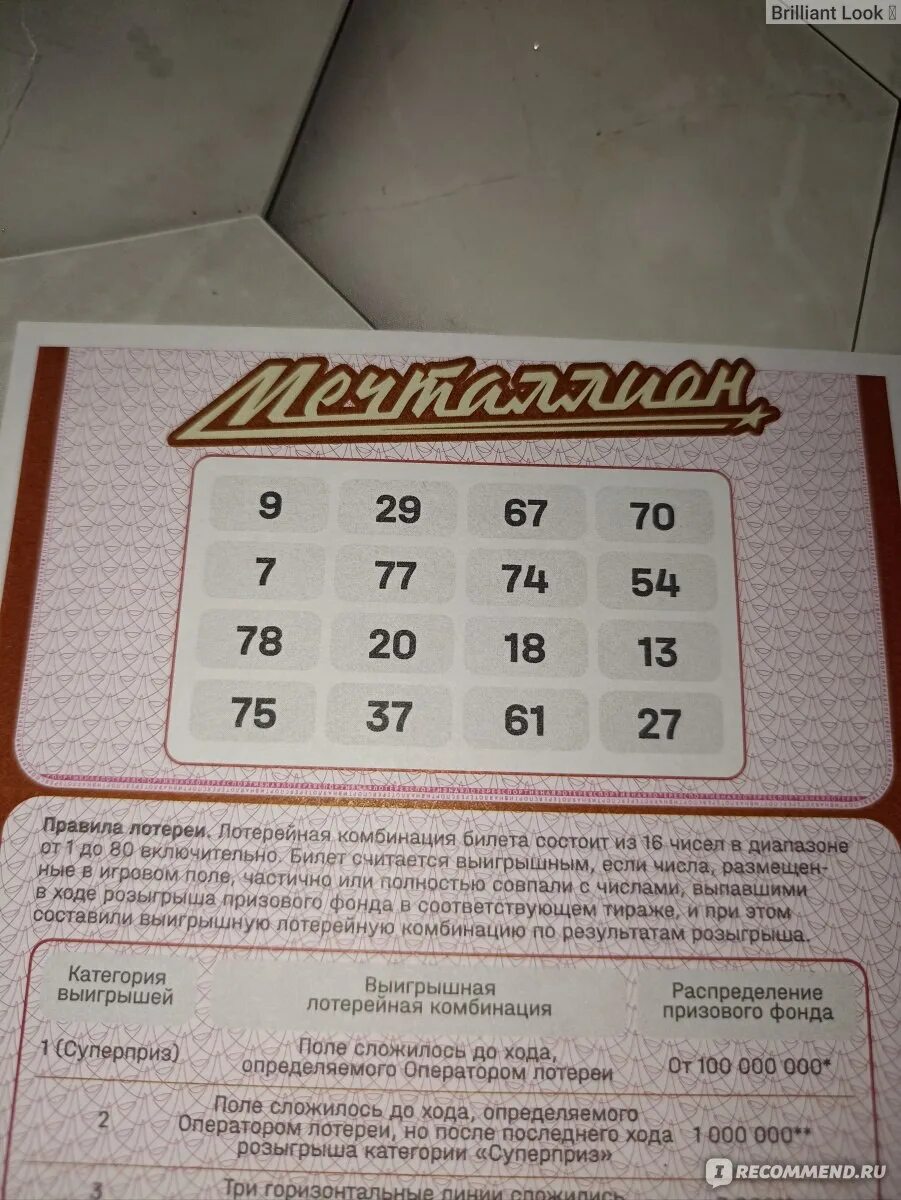 Brilliant Look
Мечталлион
9 29 67 70
7 77 74 54
78 20 18 13
75 37 61 27
Правила лотереи. Лотерейная комбинация билета состоит из 16 чисел в диапазоне
от 1 до 80 включительно. Билет считается выигрышным, если числа, размещен-
ные в игровом поле, частично или полностью совпали с числами, выпавшими
в ходе розыгрыша призового фонда в соответствующем тираже, и при этом
составили выигрышную лотерейную комбинацию по результатам розыгрыша.
Категория
выигрышей
Выигрышная
лотерейная комбинация
Распределение
призового фонда
1 (Суперприз)
Поле сложилось до хода,
определяемого Оператором лотереи
От 100 000 000*
2
Поле сложилось до хода, определяемого
Оператором лотереи, но после последнего хода
розыгрыша категории «Суперприз»
1 000 000**
3
Три горизонтальные линии сложились
I RECOMMEND.RU